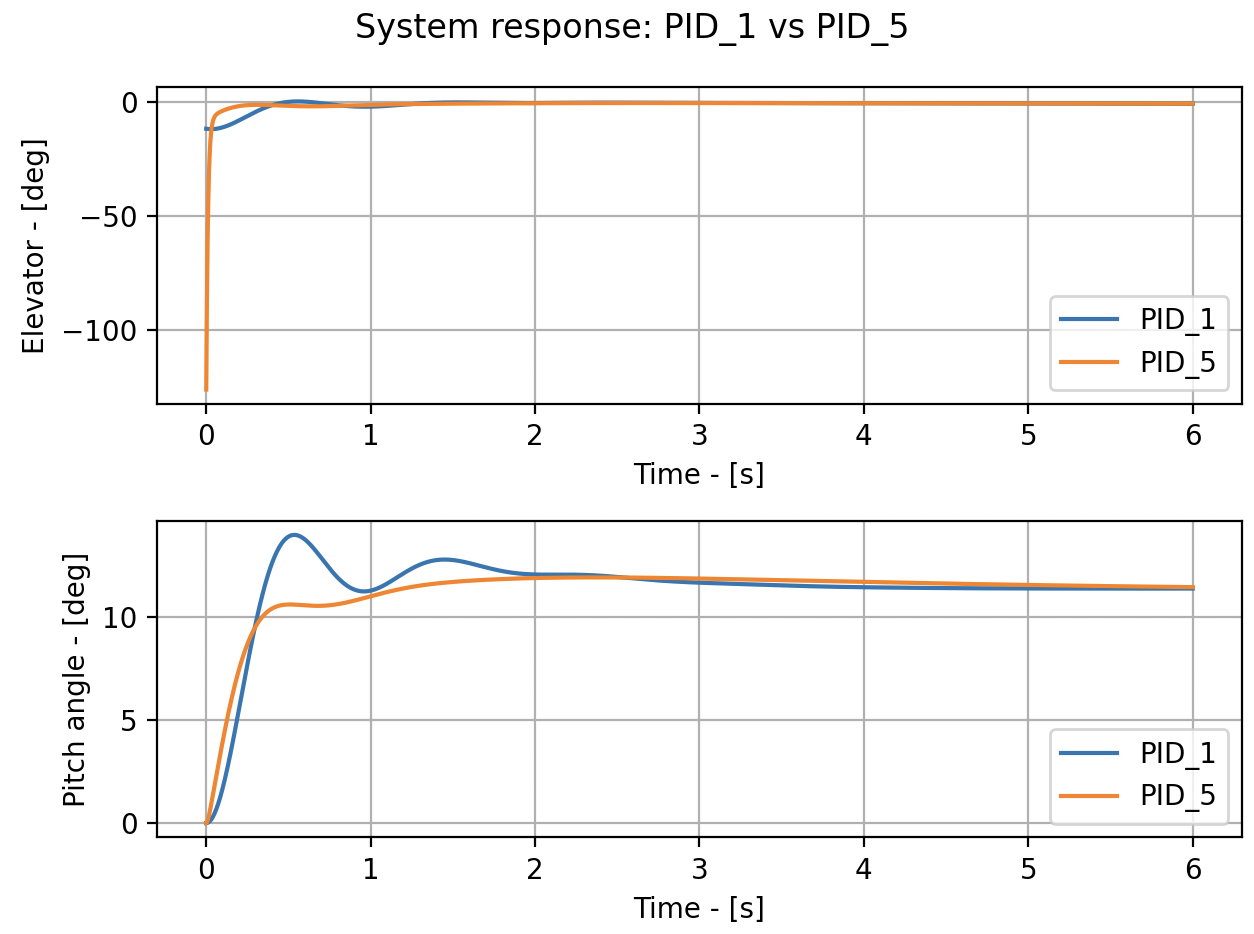 System response: PID_1 vs PID_5
Elevator - [deg]
0
−50
−100
PID_1
PID_5
0 1 2 3 4 5 6
Time - [s]
Pitch angle - [deg]
10
5
0
PID_1
PID_5
0 1 2 3 4 5 6
Time - [s]